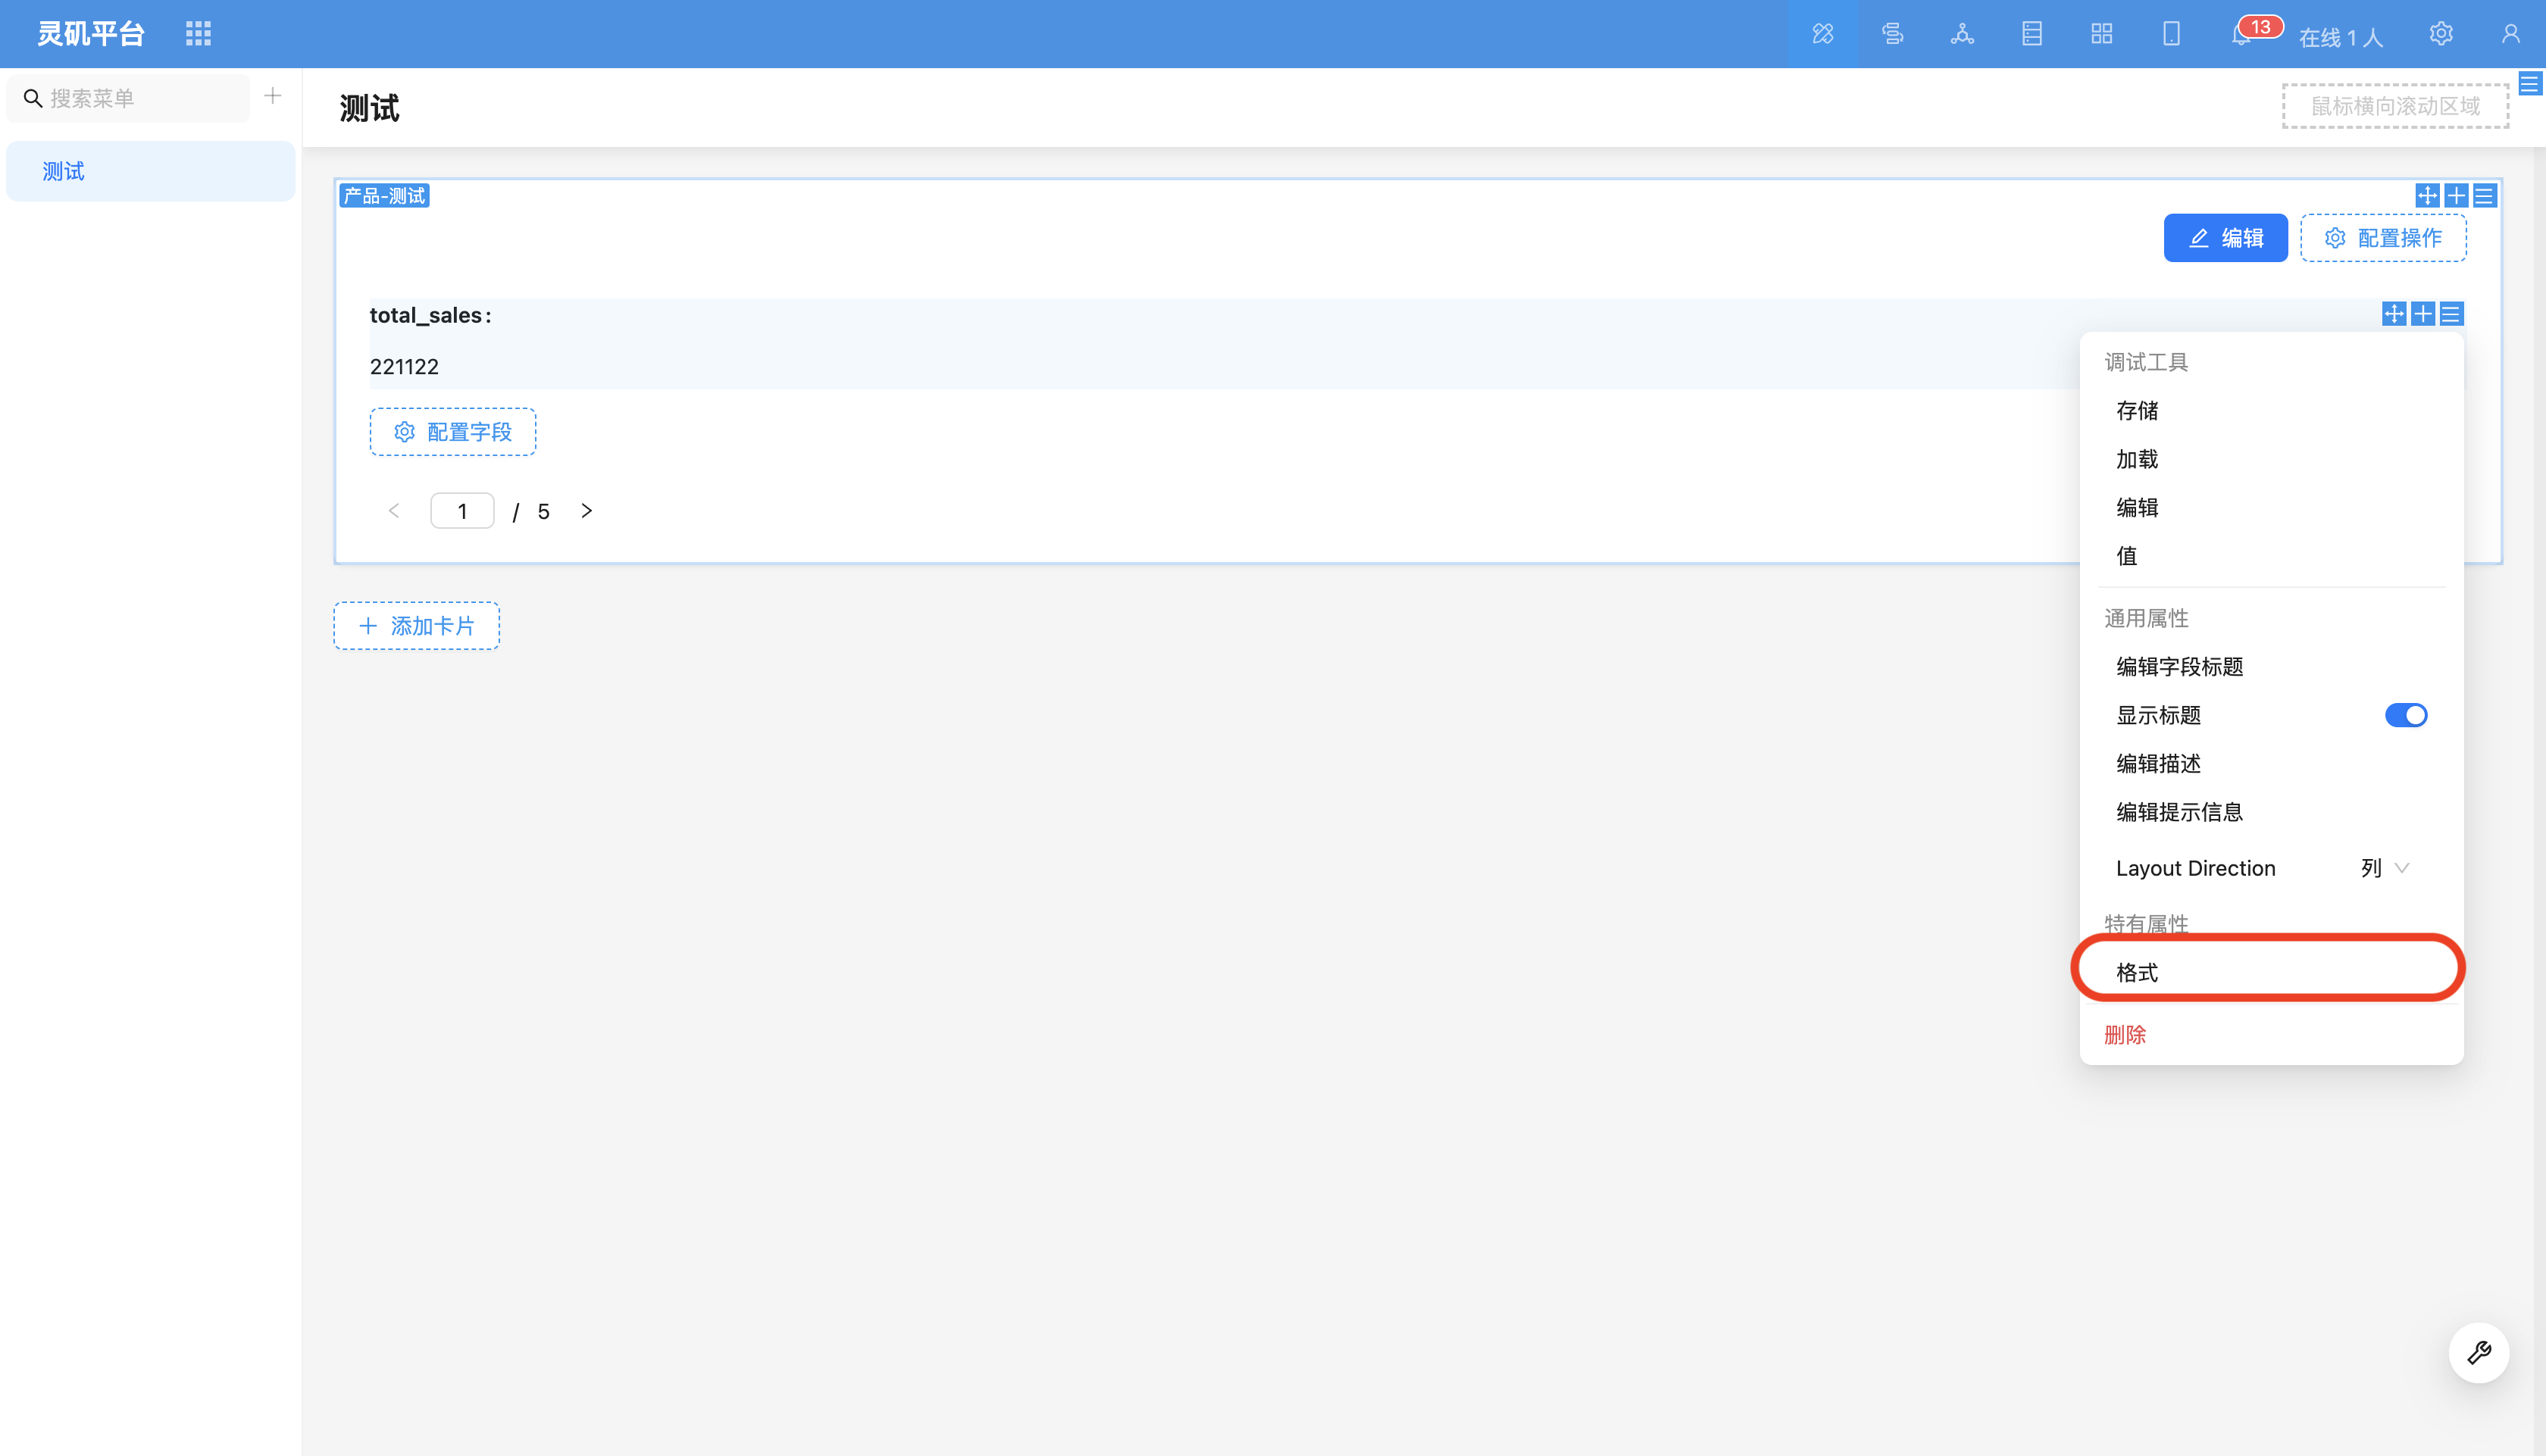 灵矶平台
13
在线 1 人
搜索菜单
测试
测试
鼠标横向滚动区域
产品-测试
编辑
配置操作
total_sales:
221122
配置字段
1 / 5
添加卡片
调试工具
存储
加载
编辑
值
通用属性
编辑字段标题
显示标题
编辑描述
编辑提示信息
Layout Direction 列
特有属性
格式
删除